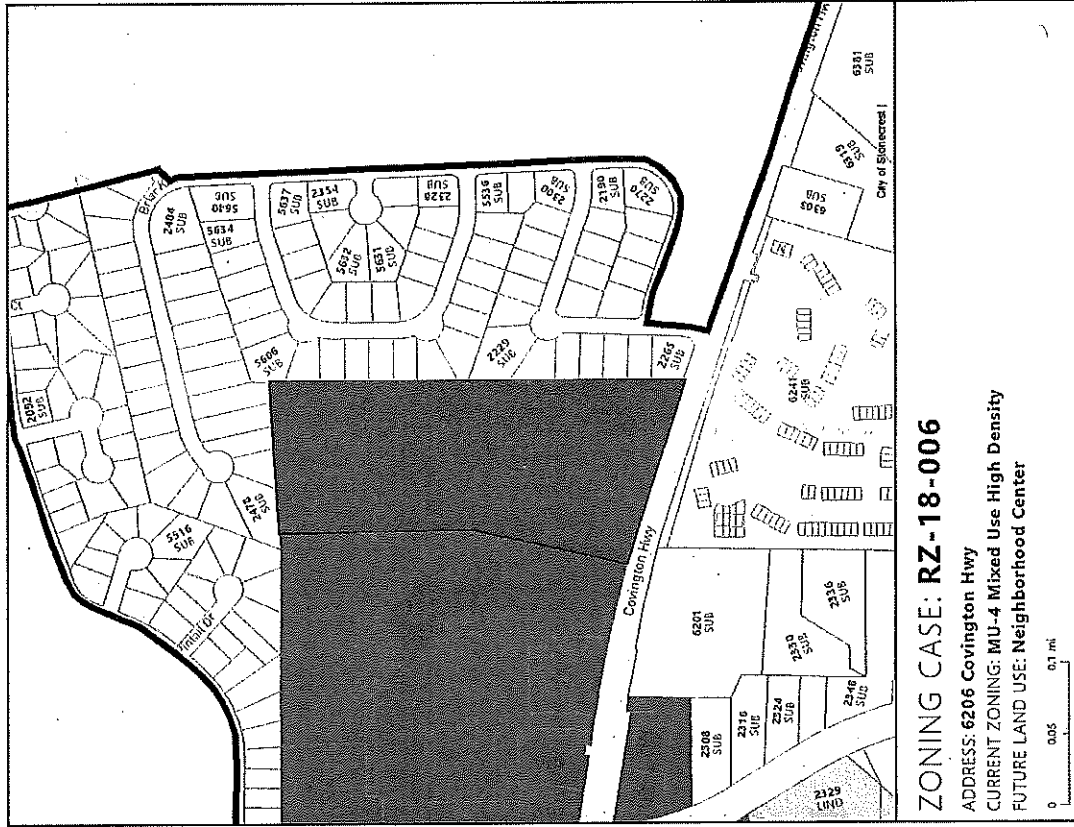 Covington Hwy
City of Stonecrest
6381
SUB
6319
SUB
6303
SUB
2404
SUB
5640
SUB
5634
SUB
5637
SUB
2354
SUB
5632
SUB
5631
SUB
2328
SUB
5536
SUB
2300
SUB
2190
SUB
2270
SUB
2052
SUB
5516
SUB
2475
SUB
5606
SUB
2229
SUB
2265
SUB
6241
SUB
6201
SUB
2336
SUB
2330
SUB
2308
SUB
2316
SUB
2324
SUB
2346
SUB
2329
LIND
Ct
ZONING CASE: RZ-18-006
ADDRESS: 6206 Covington Hwy
CURRENT ZONING: MU-4 Mixed Use High Density
FUTURE LAND USE: Neighborhood Center
0 0.05 0.1 mi